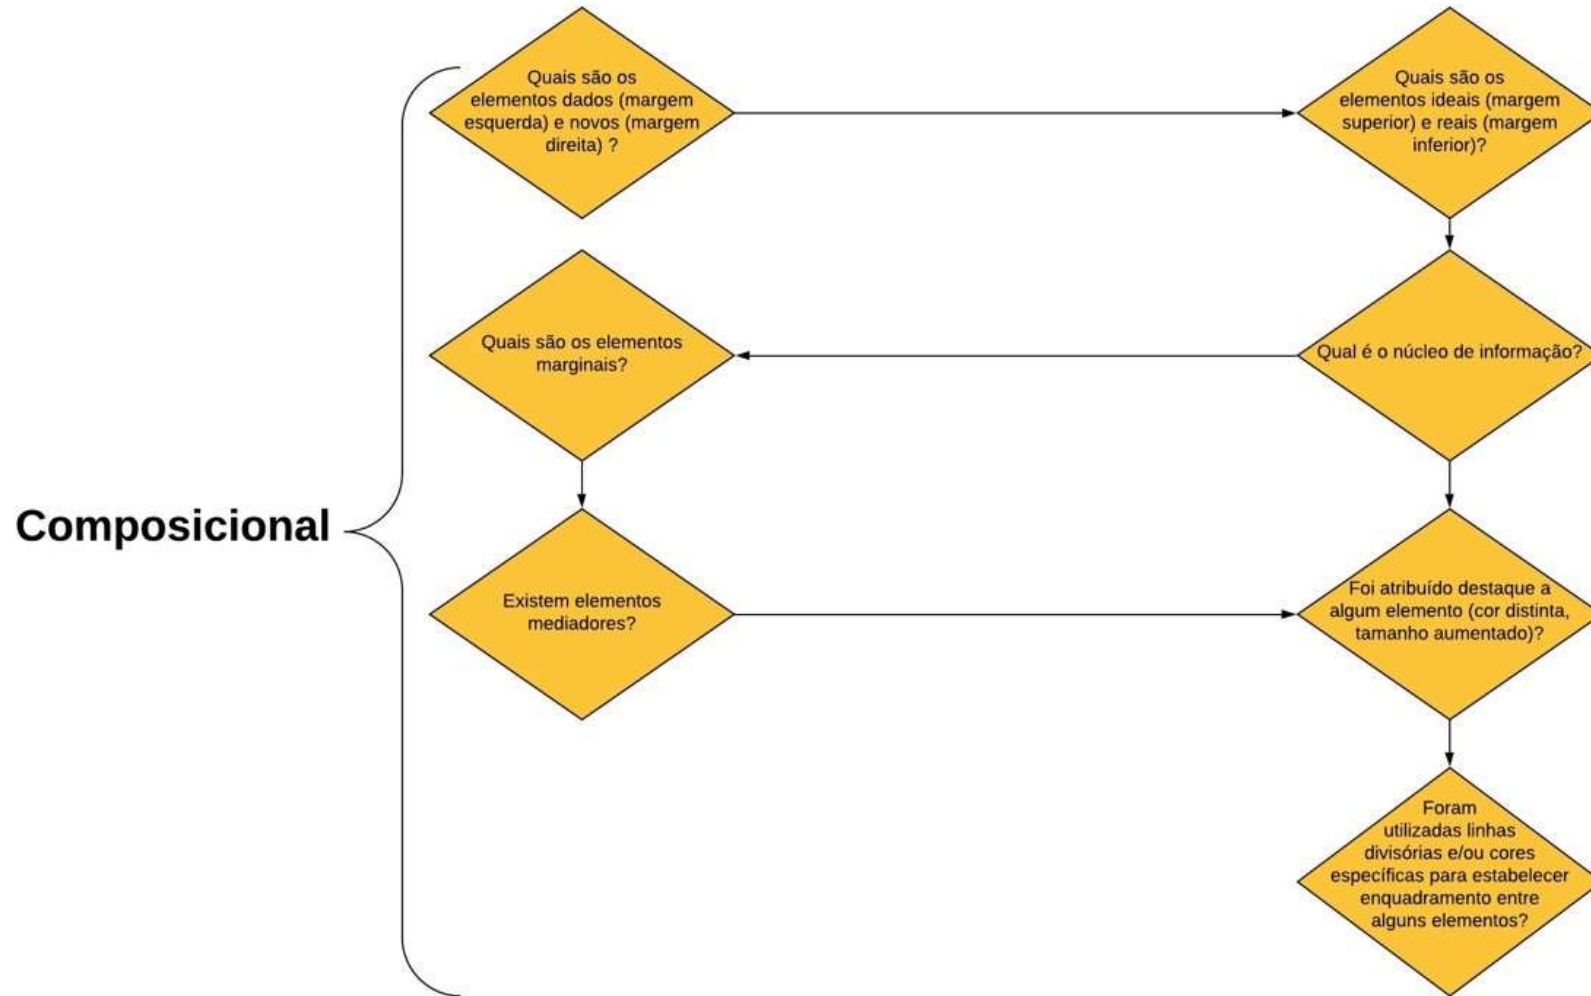 Composicional
Quais são os
elementos dados (margem
esquerda) e novos (margem
direita) ?
Quais são os
elementos ideais (margem
superior) e reais (margem
inferior)?
Qual é o núcleo de informação?
Quais são os elementos
marginais?
Existem elementos
mediadores?
Foi atribuído destaque a
algum elemento (cor distinta,
tamanho aumentado)?
Foram
utilizadas linhas
divisórias e/ou cores
específicas para estabelecer
enquadramento entre
alguns elementos?